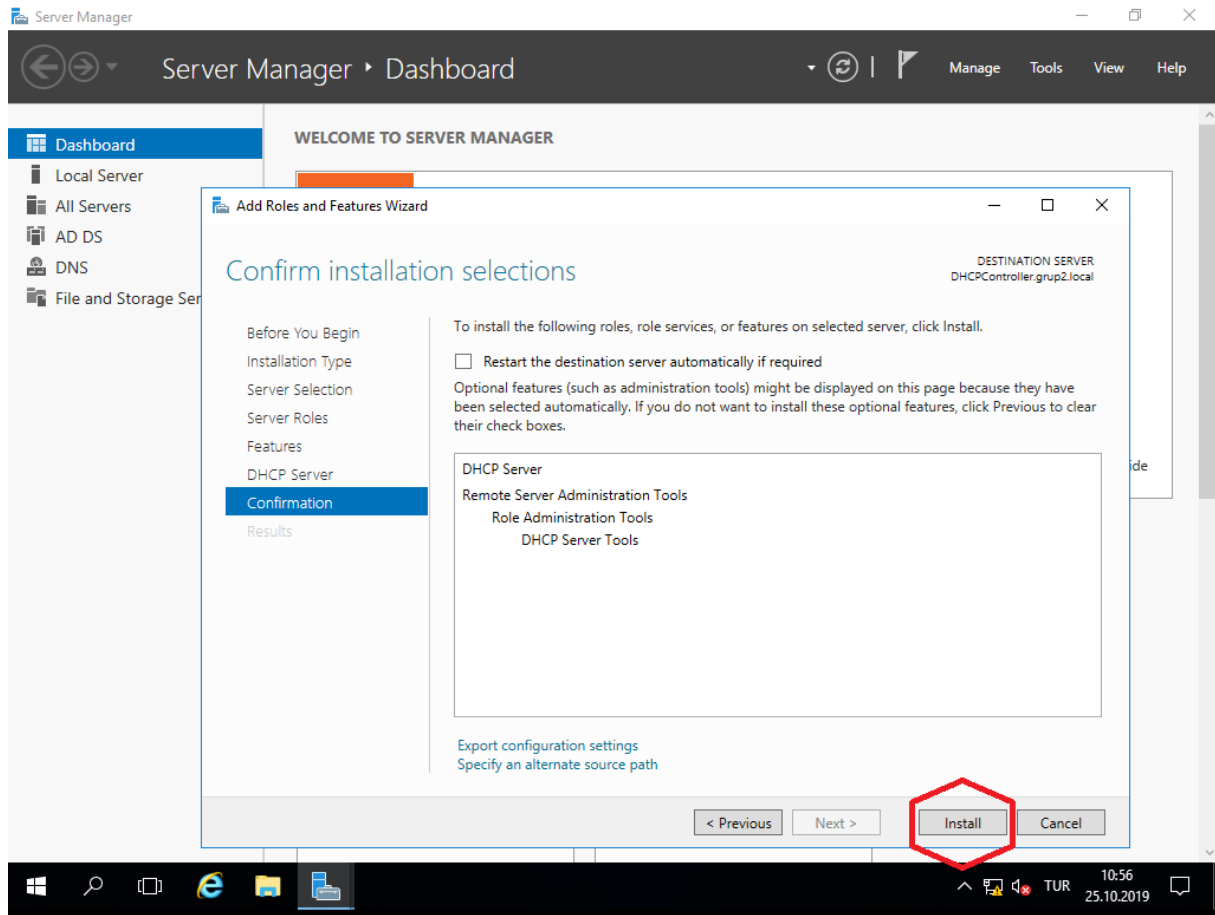 Server Manager
Server Manager ‣ Dashboard
Manage Tools View Help
Dashboard
Local Server
All Servers
AD DS
DNS
File and Storage Ser
WELCOME TO SERVER MANAGER
Add Roles and Features Wizard
Confirm installation selections
DESTINATION SERVER
DHCPController.grup2.local
Before You Begin
Installation Type
Server Selection
Server Roles
Features
DHCP Server
Confirmation
Results
To install the following roles, role services, or features on selected server, click Install.
Restart the destination server automatically if required
Optional features (such as administration tools) might be displayed on this page because they have
been selected automatically. If you do not want to install these optional features, click Previous to clear
their check boxes.
DHCP Server
Remote Server Administration Tools
Role Administration Tools
DHCP Server Tools
ide
Export configuration settings
Specify an alternate source path
< Previous
Next >
Install
Cancel
TUR
10:56
25.10.2019